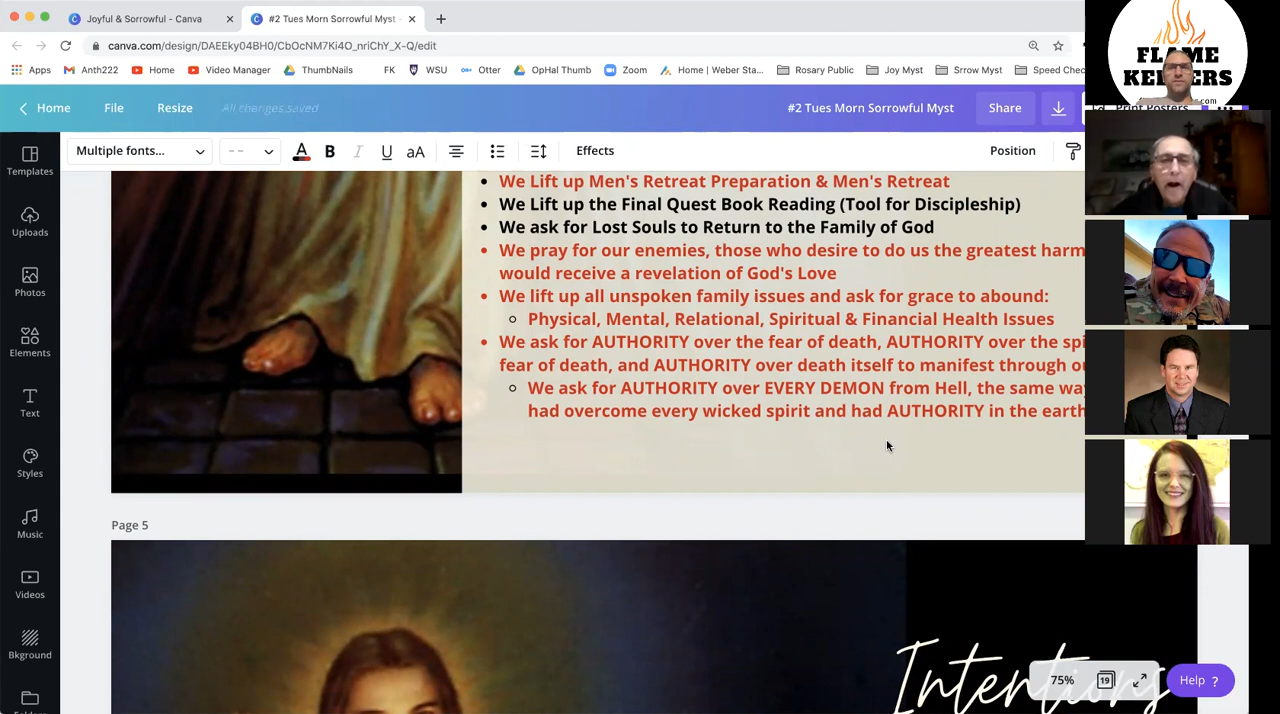 Joyful & Sorrowful - Canva
#2 Tues Morn Sorrowful Myst -
canva.com/design/DAEEky04BH0/CbOcNM7Ki4O_nriChY_X-Q/edit
Apps Anth222 Home Video Manager ThumbNails FK WSU Otter OpHal Thumb Zoom Home | Weber Sta... Rosary Public Joy Myst Srrow Myst Speed Chec
FLAME
KEEPERS
.com
Home File Resize All changes saved #2 Tues Morn Sorrowful Myst Share Print Posters
Multiple fonts... -- A B I U aA Effects Position
Templates
Uploads
Photos
Elements
Text
Styles
Music
Videos
Bkground
• We Lift up Men's Retreat Preparation & Men's Retreat
• We Lift up the Final Quest Book Reading (Tool for Discipleship)
• We ask for Lost Souls to Return to the Family of God
• We pray for our enemies, those who desire to do us the greatest harm
would receive a revelation of God's Love
• We lift up all unspoken family issues and ask for grace to abound:
Physical, Mental, Relational, Spiritual & Financial Health Issues
• We ask for AUTHORITY over the fear of death, AUTHORITY over the spi
fear of death, and AUTHORITY over death itself to manifest through ou
We ask for AUTHORITY over EVERY DEMON from Hell, the same way
had overcome every wicked spirit and had AUTHORITY in the earth
Page 5
Intentions
75% 19 Help ?